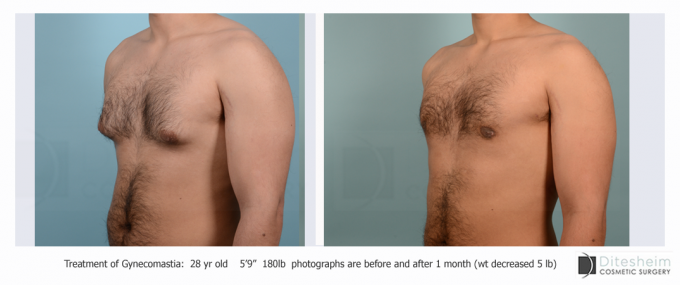 Treatment of Gynecomastia: 28 yr old 5'9" 180lb photographs are before and after 1 month (wt decreased 5 lb)
Ditesheim
COSMETIC SURGERY